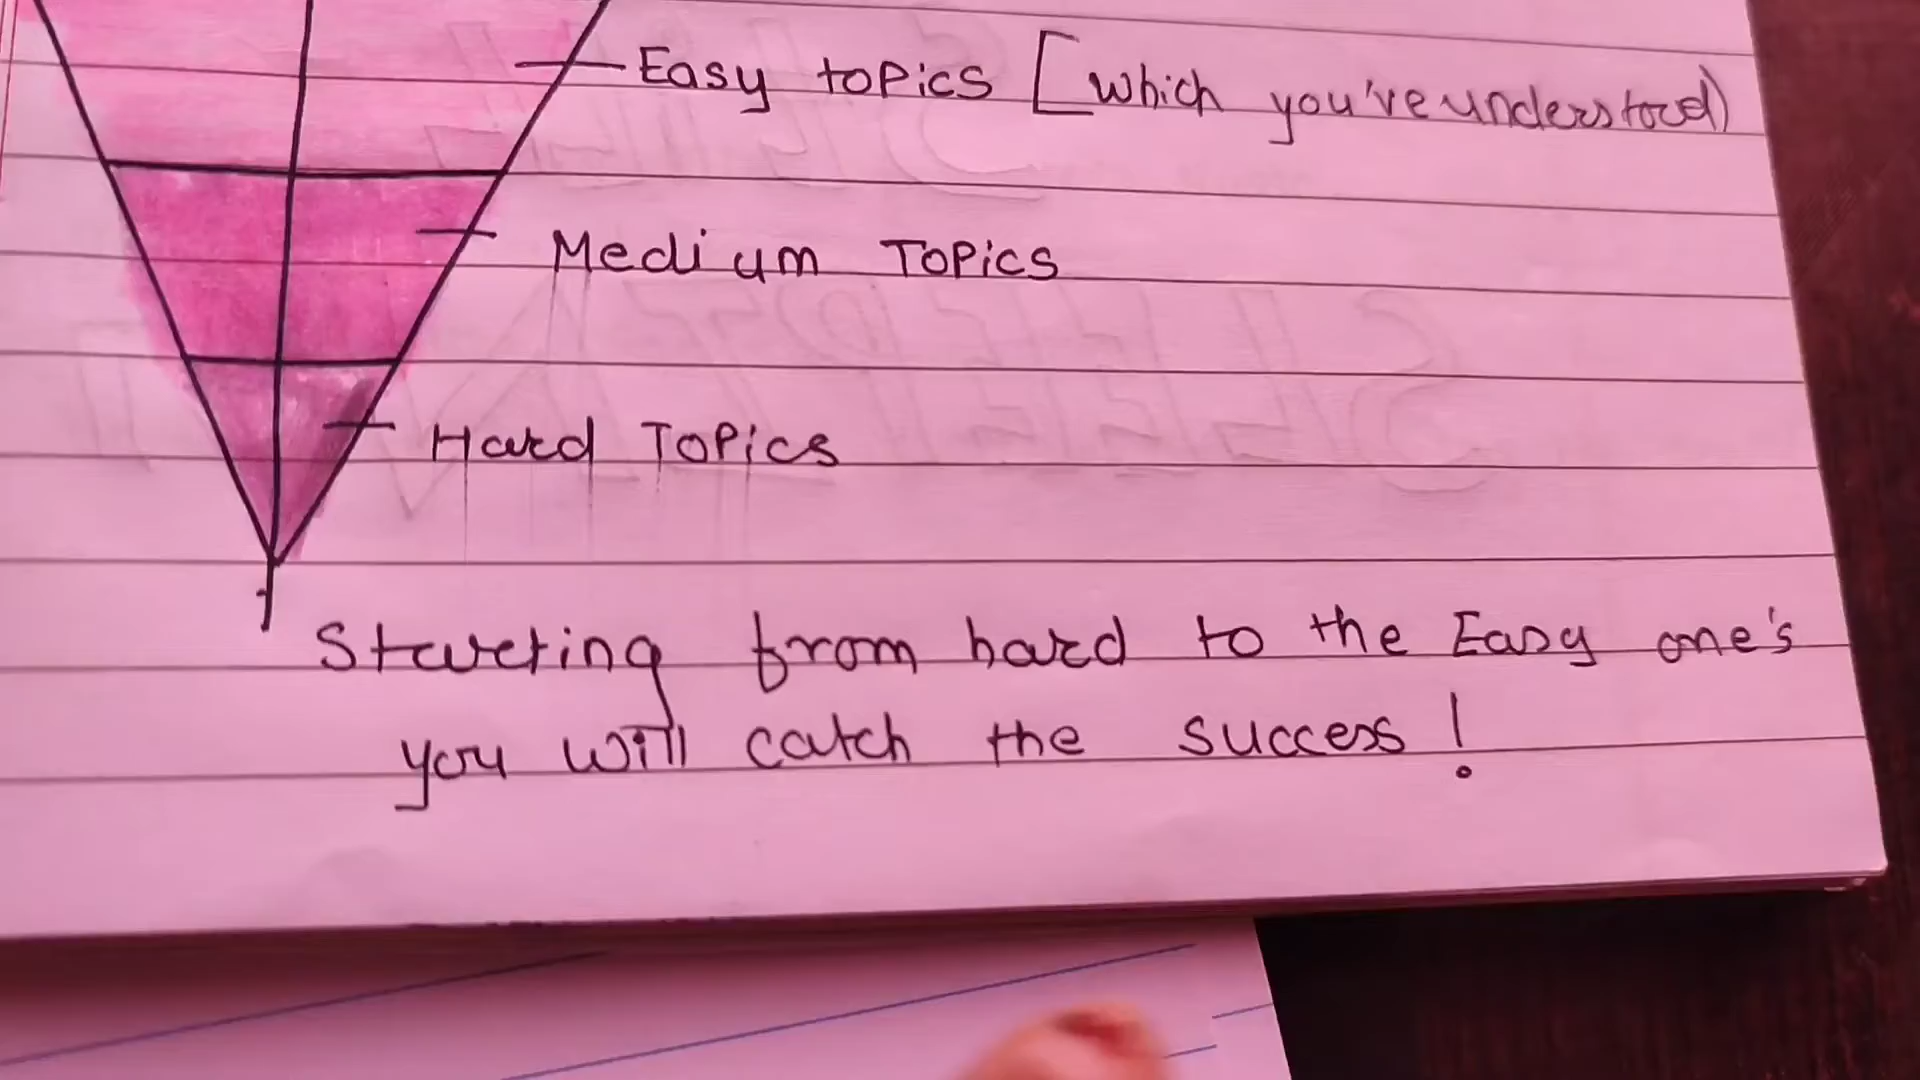 Easy topics [which you've understood)
Medium Topics
Hard Topics
Starting from hard to the Easy one's
you will catch the success!